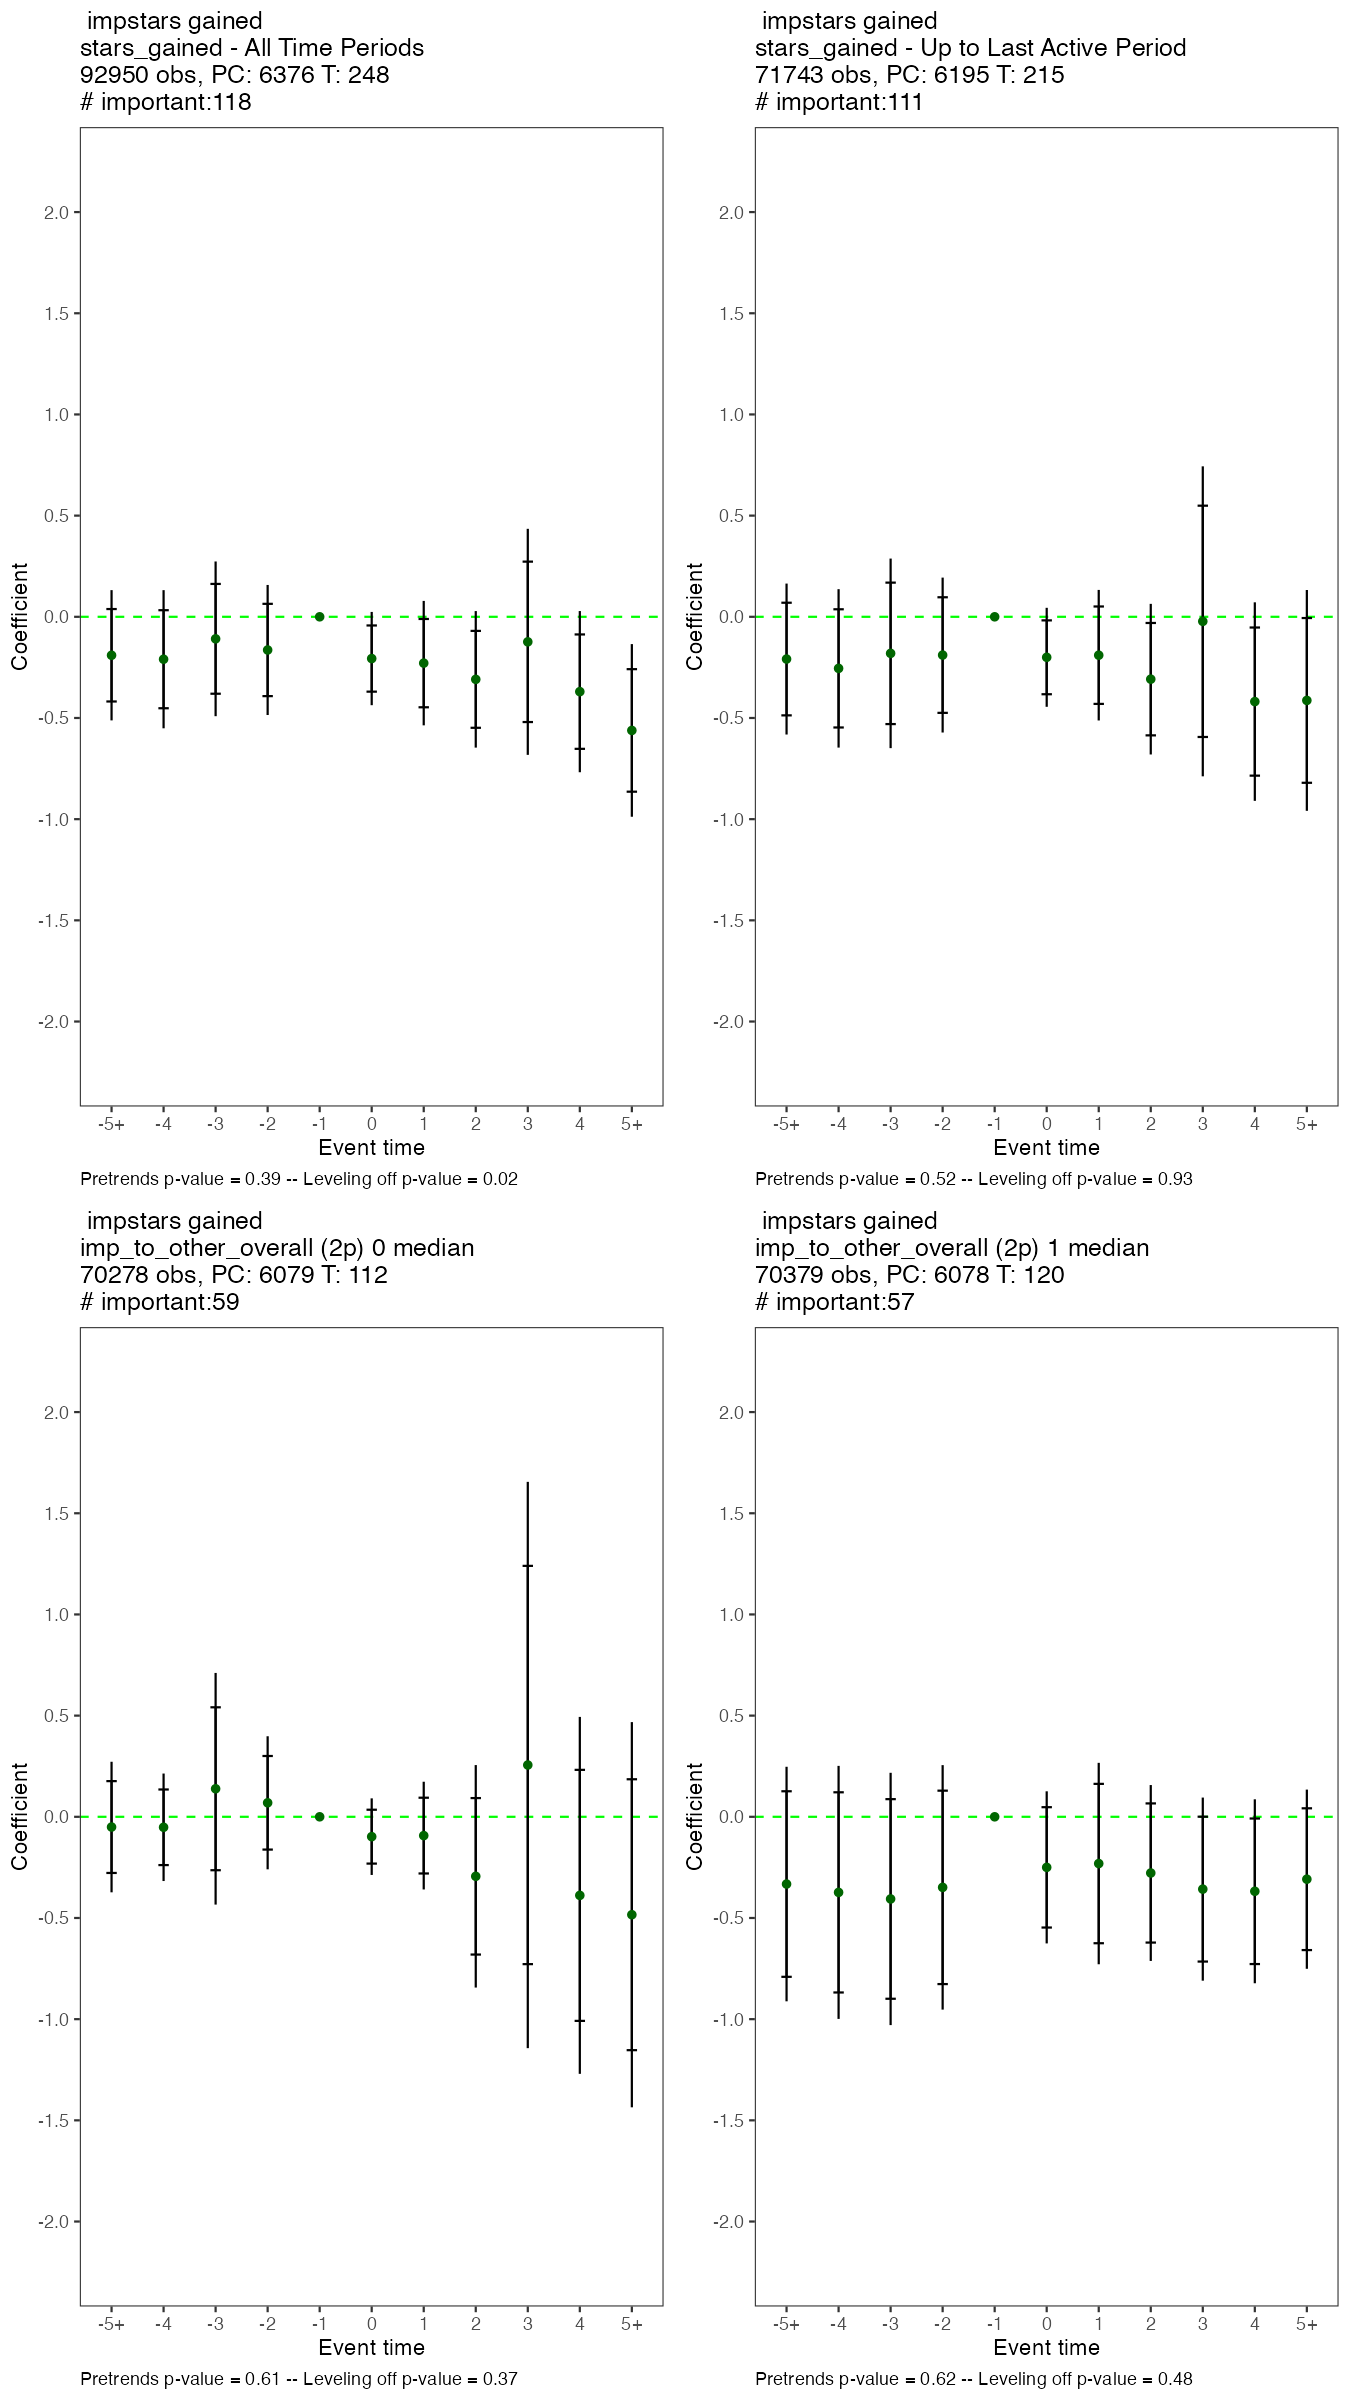 impstars gained
stars_gained - All Time Periods
92950 obs, PC: 6376 T: 248
# important:118
2.0
1.5
1.0
0.5
0.0
-0.5
-1.0
-1.5
-2.0
Coefficient
-5+ -4 -3 -2 -1 0 1 2 3 4 5+
Event time
Pretrends p-value = 0.39 -- Leveling off p-value = 0.02
impstars gained
stars_gained - Up to Last Active Period
71743 obs, PC: 6195 T: 215
# important:111
2.0
1.5
1.0
0.5
0.0
-0.5
-1.0
-1.5
-2.0
Coefficient
-5+ -4 -3 -2 -1 0 1 2 3 4 5+
Event time
Pretrends p-value = 0.52 -- Leveling off p-value = 0.93
impstars gained
imp_to_other_overall (2p) 0 median
70278 obs, PC: 6079 T: 112
# important:59
2.0
1.5
1.0
0.5
0.0
-0.5
-1.0
-1.5
-2.0
Coefficient
-5+ -4 -3 -2 -1 0 1 2 3 4 5+
Event time
Pretrends p-value = 0.61 -- Leveling off p-value = 0.37
impstars gained
imp_to_other_overall (2p) 1 median
70379 obs, PC: 6078 T: 120
# important:57
2.0
1.5
1.0
0.5
0.0
-0.5
-1.0
-1.5
-2.0
Coefficient
-5+ -4 -3 -2 -1 0 1 2 3 4 5+
Event time
Pretrends p-value = 0.62 -- Leveling off p-value = 0.48